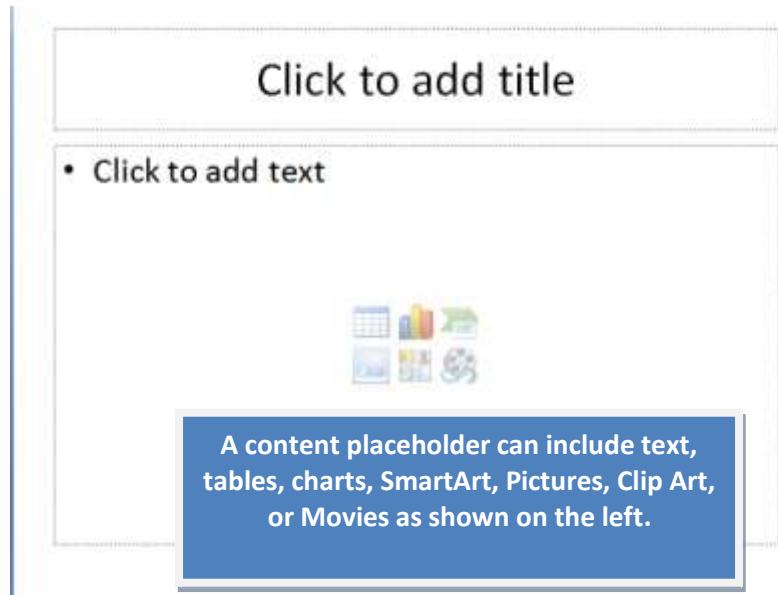 Click to add title
• Click to add text
A content placeholder can include text,
tables, charts, SmartArt, Pictures, Clip Art,
or Movies as shown on the left.